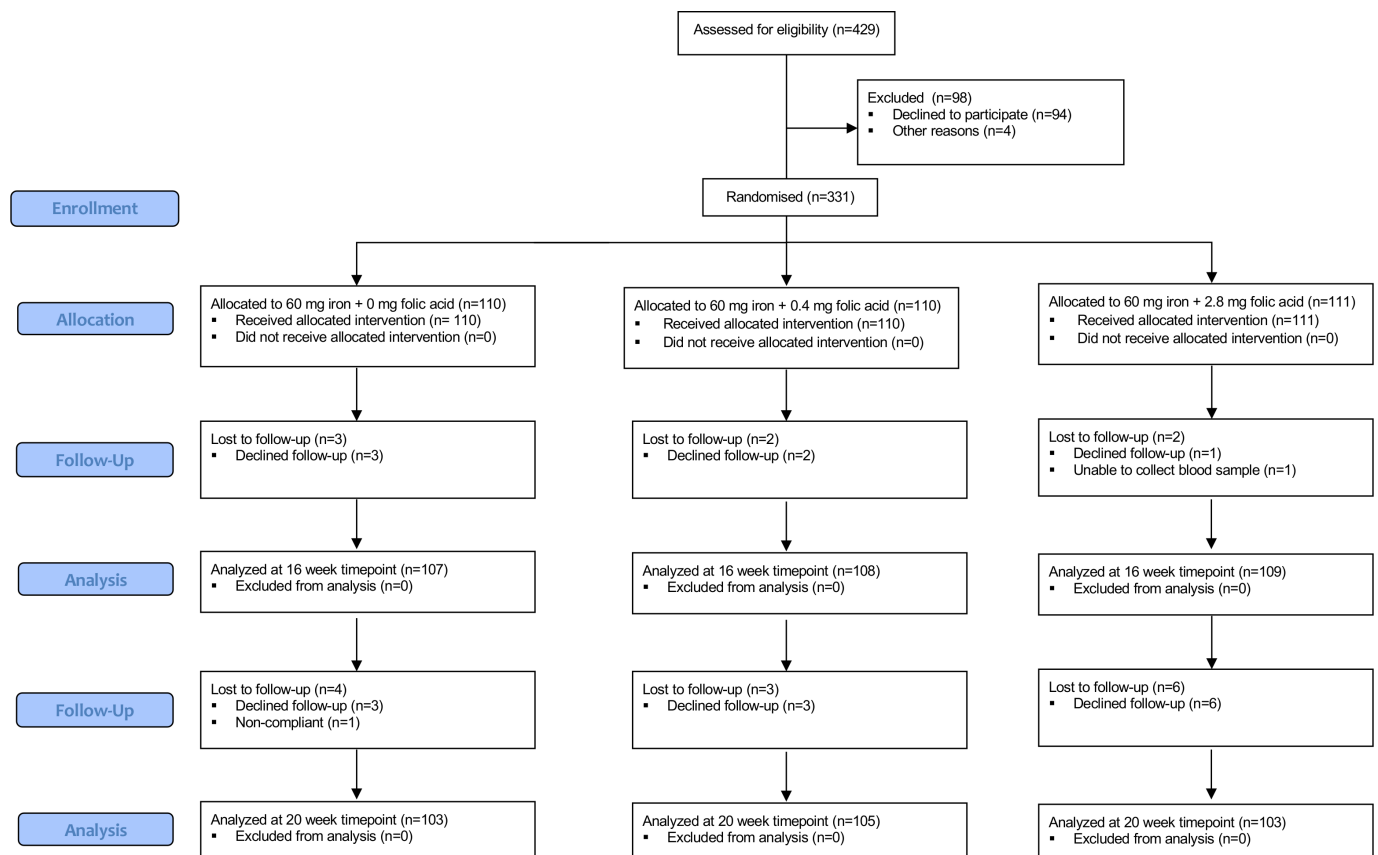 Assessed for eligibility (n=429)
Excluded (n=98)
▪ Declined to participate (n=94)
▪ Other reasons (n=4)
Enrollment
Randomised (n=331)
Allocation
Allocated to 60 mg iron + 0 mg folic acid (n=110)
▪ Received allocated intervention (n= 110)
▪ Did not receive allocated intervention (n=0)
Allocated to 60 mg iron + 0.4 mg folic acid (n=110)
▪ Received allocated intervention (n=110)
▪ Did not receive allocated intervention (n=0)
Allocated to 60 mg iron + 2.8 mg folic acid (n=111)
▪ Received allocated intervention (n=111)
▪ Did not receive allocated intervention (n=0)
Follow-Up
Lost to follow-up (n=3)
▪ Declined follow-up (n=3)
Lost to follow-up (n=2)
▪ Declined follow-up (n=2)
Lost to follow-up (n=2)
▪ Declined follow-up (n=1)
▪ Unable to collect blood sample (n=1)
Analysis
Analyzed at 16 week timepoint (n=107)
▪ Excluded from analysis (n=0)
Analyzed at 16 week timepoint (n=108)
▪ Excluded from analysis (n=0)
Analyzed at 16 week timepoint (n=109)
▪ Excluded from analysis (n=0)
Follow-Up
Lost to follow-up (n=4)
▪ Declined follow-up (n=3)
▪ Non-compliant (n=1)
Lost to follow-up (n=3)
▪ Declined follow-up (n=3)
Lost to follow-up (n=6)
▪ Declined follow-up (n=6)
Analysis
Analyzed at 20 week timepoint (n=103)
▪ Excluded from analysis (n=0)
Analyzed at 20 week timepoint (n=105)
▪ Excluded from analysis (n=0)
Analyzed at 20 week timepoint (n=103)
▪ Excluded from analysis (n=0)